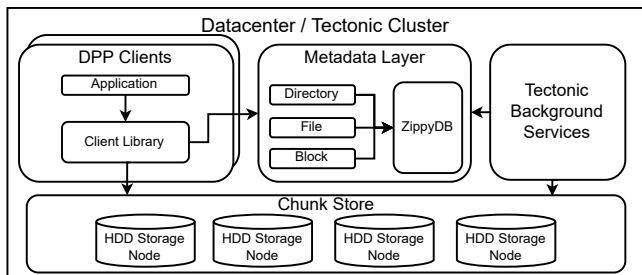 Datacenter / Tectonic Cluster
DPP Clients
Application
Client Library
Metadata Layer
Directory
File
Block
ZippyDB
Tectonic
Background
Services
Chunk Store
HDD Storage
Node
HDD Storage
Node
HDD Storage
Node
HDD Storage
Node